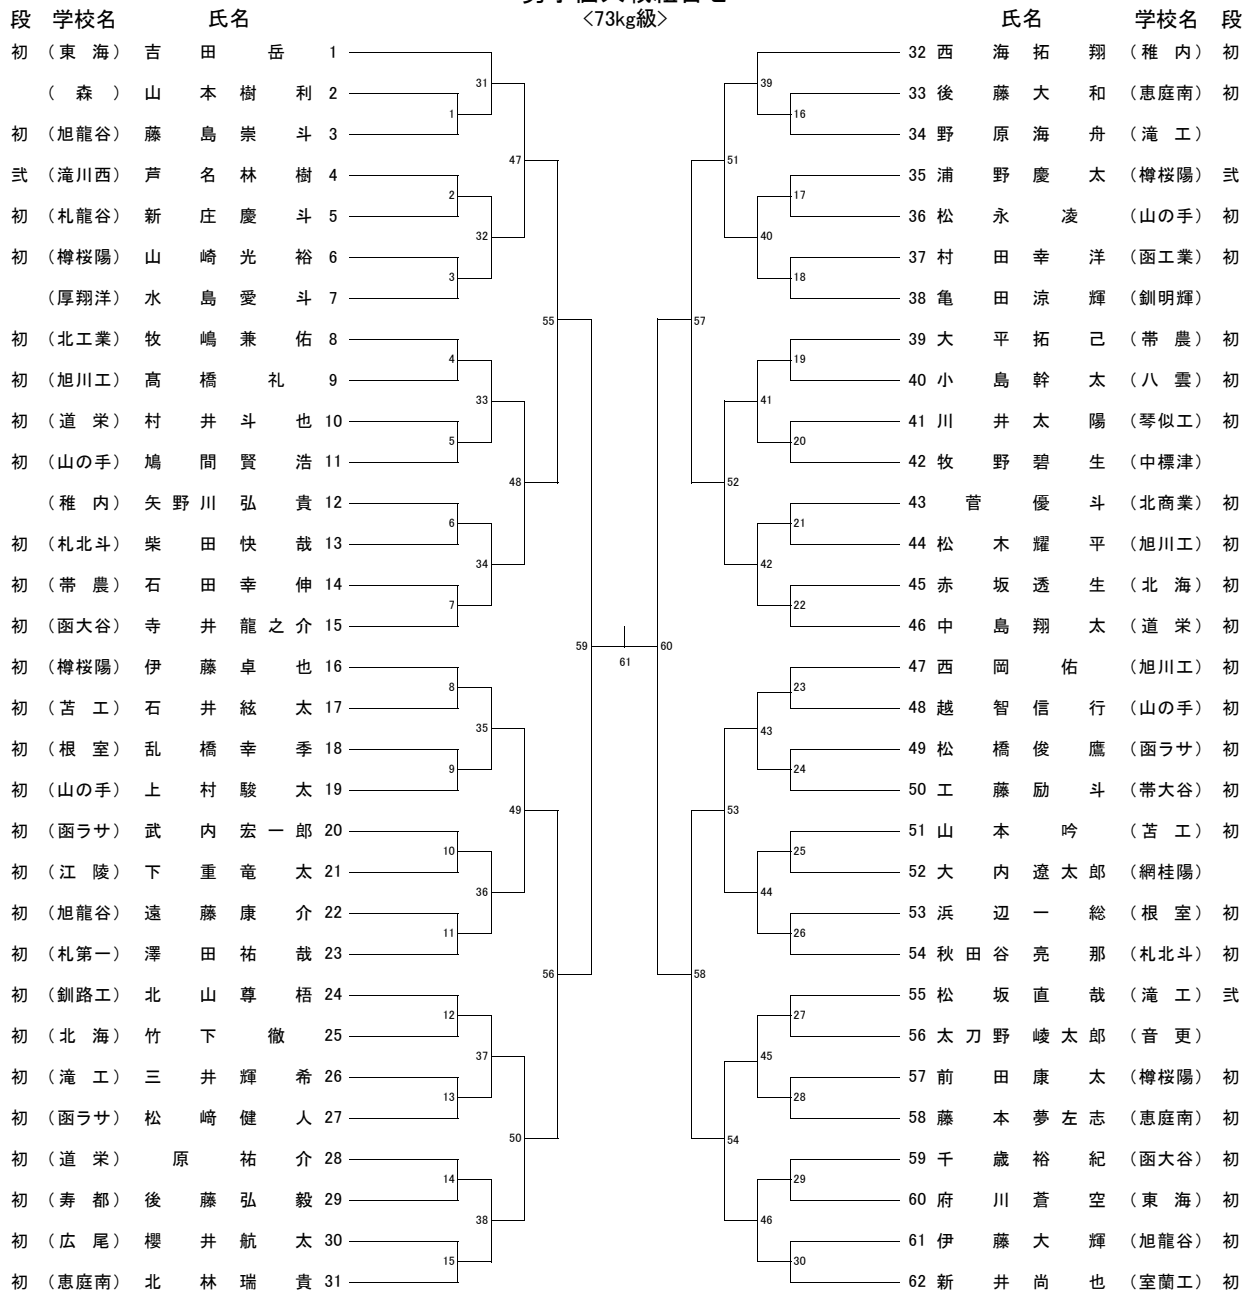 <73kg級>
段 学校名 氏名 氏名 学校名 段
初 （東 海） 吉 田 岳 1 32 西 海 拓 翔 （稚 内） 初
31 39
（ 森 ） 山 本 樹 利 2 33 後 藤 大 和 （恵庭南） 初
1 16
初 （旭龍谷） 藤 島 崇 斗 3 34 野 原 海 舟 （滝 工）
47 51
弐 （滝川西） 芦 名 林 樹 4 35 浦 野 慶 太 （樽桜陽） 弐
2 17
初 （札龍谷） 新 庄 慶 斗 5 36 松 永 凌 （山の手） 初
32 40
初 （樽桜陽） 山 崎 光 裕 6 37 村 田 幸 洋 （函工業） 初
3 18
（厚翔洋） 水 島 愛 斗 7 38 亀 田 涼 輝 （釧明輝）
55 57
初 （北工業） 牧 嶋 兼 佑 8 39 大 平 拓 己 （帯 農） 初
4 19
初 （旭川工） 髙 橋 礼 9 40 小 島 幹 太 （八 雲） 初
33 41
初 （道 栄） 村 井 斗 也 10 41 川 井 太 陽 （琴似工） 初
5 20
初 （山の手） 鳩 間 賢 浩 11 42 牧 野 碧 生 （中標津）
48 52
（稚 内） 矢 野 川 弘 貴 12 43 菅 優 斗 （北商業） 初
6 21
初 （札北斗） 柴 田 快 哉 13 44 松 木 耀 平 （旭川工） 初
34 42
初 （帯 農） 石 田 幸 伸 14 45 赤 坂 透 生 （北 海） 初
7 22
初 （函大谷） 寺 井 龍 之 介 15 46 中 島 翔 太 （道 栄） 初
59 61 60
初 （樽桜陽） 伊 藤 卓 也 16 47 西 岡 佑 （旭川工） 初
8 23
初 （苫 工） 石 井 絃 太 17 48 越 智 信 行 （山の手） 初
35 43
初 （根 室） 乱 橋 幸 季 18 49 松 橋 俊 鷹 （函ラサ） 初
9 24
初 （山の手） 上 村 駿 太 19 50 工 藤 励 斗 （帯大谷） 初
49 53
初 （函ラサ） 武 内 宏 一 郎 20 51 山 本 吟 （苫 工） 初
10 25
初 （江 陵） 下 重 竜 太 21 52 大 内 遼 太 郎 （網桂陽）
36 44
初 （旭龍谷） 遠 藤 康 介 22 53 浜 辺 一 総 （根 室） 初
11 26
初 （札第一） 澤 田 祐 哉 23 54 秋 田 谷 亮 那 （札北斗） 初
56 58
初 （釧路工） 北 山 尊 梧 24 55 松 坂 直 哉 （滝 工） 弐
12 27
初 （北 海） 竹 下 徹 25 56 太 刀 野 崚 太 郎 （音 更）
37 45
初 （滝 工） 三 井 輝 希 26 57 前 田 康 太 （樽桜陽） 初
13 28
初 （函ラサ） 松 﨑 健 人 27 58 藤 本 夢 左 志 （恵庭南） 初
50 54
初 （道 栄） 原 祐 介 28 59 千 歳 裕 紀 （函大谷） 初
14 29
初 （寿 都） 後 藤 弘 毅 29 60 府 川 蒼 空 （東 海） 初
38 46
初 （広 尾） 櫻 井 航 太 30 61 伊 藤 大 輝 （旭龍谷） 初
15 30
初 （恵庭南） 北 林 瑞 貴 31 62 新 井 尚 也 （室蘭工） 初